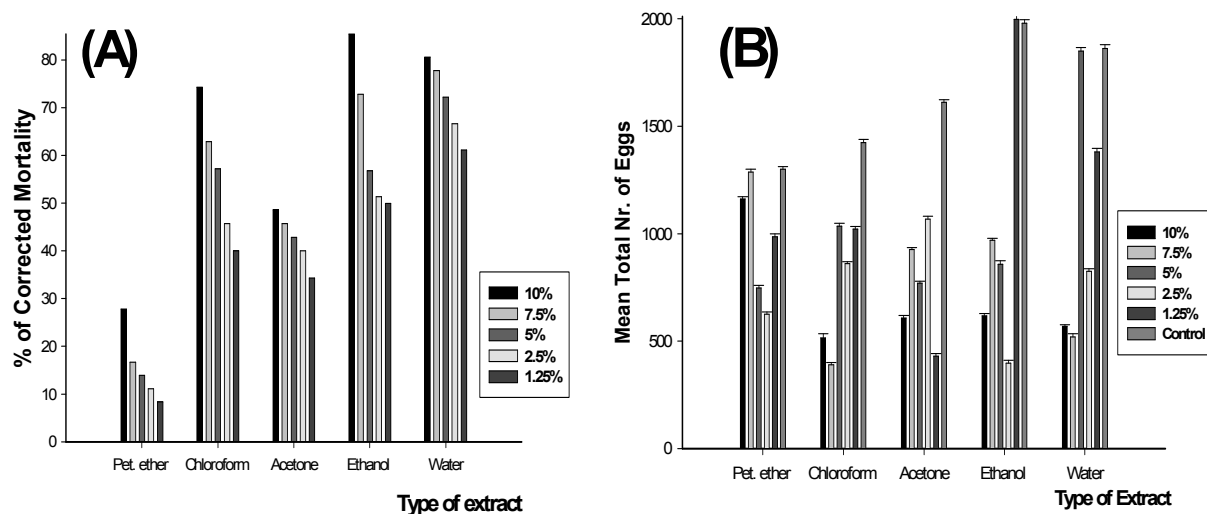 (A)
% of Corrected Mortality
80
70
60
50
40
30
20
10
0
10%
7.5%
5%
2.5%
1.25%
Pet. ether Chloroform Acetone Ethanol Water
Type of extract
(B)
Mean Total Nr. of Eggs
2000
1500
1000
500
0
10%
7.5%
5%
2.5%
1.25%
Control
Pet. ether Chloroform Acetone Ethanol Water
Type of Extract